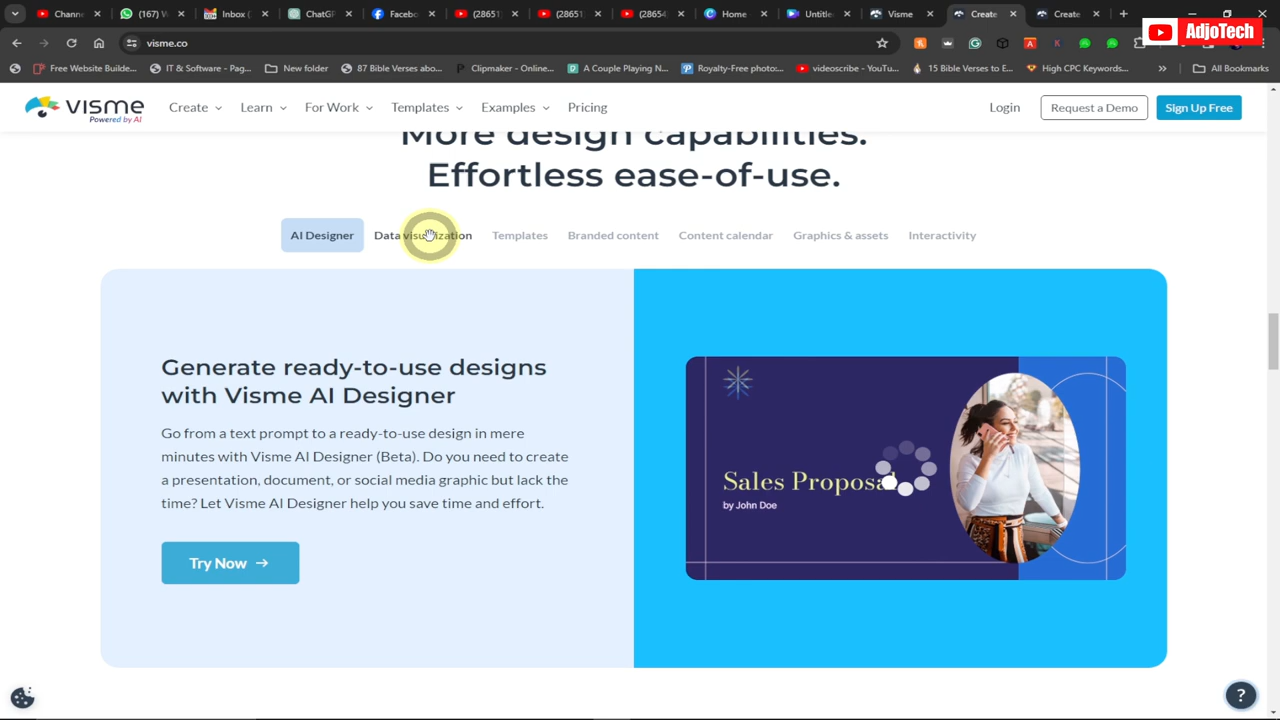 Channe
(167) W
Inbox (
ChatGP
Facebo
(28651
(28651
(28654
Home
Untitle
Visme
Create
Create
AdjoTech
visme.co
Free Website Builde...
IT & Software - Pag...
New folder
87 Bible Verses abo...
Clipmaker - Online...
A Couple Playing N...
Royalty-Free photo:...
videoscribe - YouTu...
15 Bible Verses to E...
High CPC Keywords...
All Bookmarks
visme
Powered by AI
Create
Learn
For Work
Templates
Examples
Pricing
Login
Request a Demo
Sign Up Free
More design capabilities.
Effortless ease-of-use.
AI Designer
Data visualization
Templates
Branded content
Content calendar
Graphics & assets
Interactivity
Generate ready-to-use designs
with Visme AI Designer
Go from a text prompt to a ready-to-use design in mere
minutes with Visme AI Designer (Beta). Do you need to create
a presentation, document, or social media graphic but lack the
time? Let Visme AI Designer help you save time and effort.
Try Now
Sales Proposal
by John Doe
?